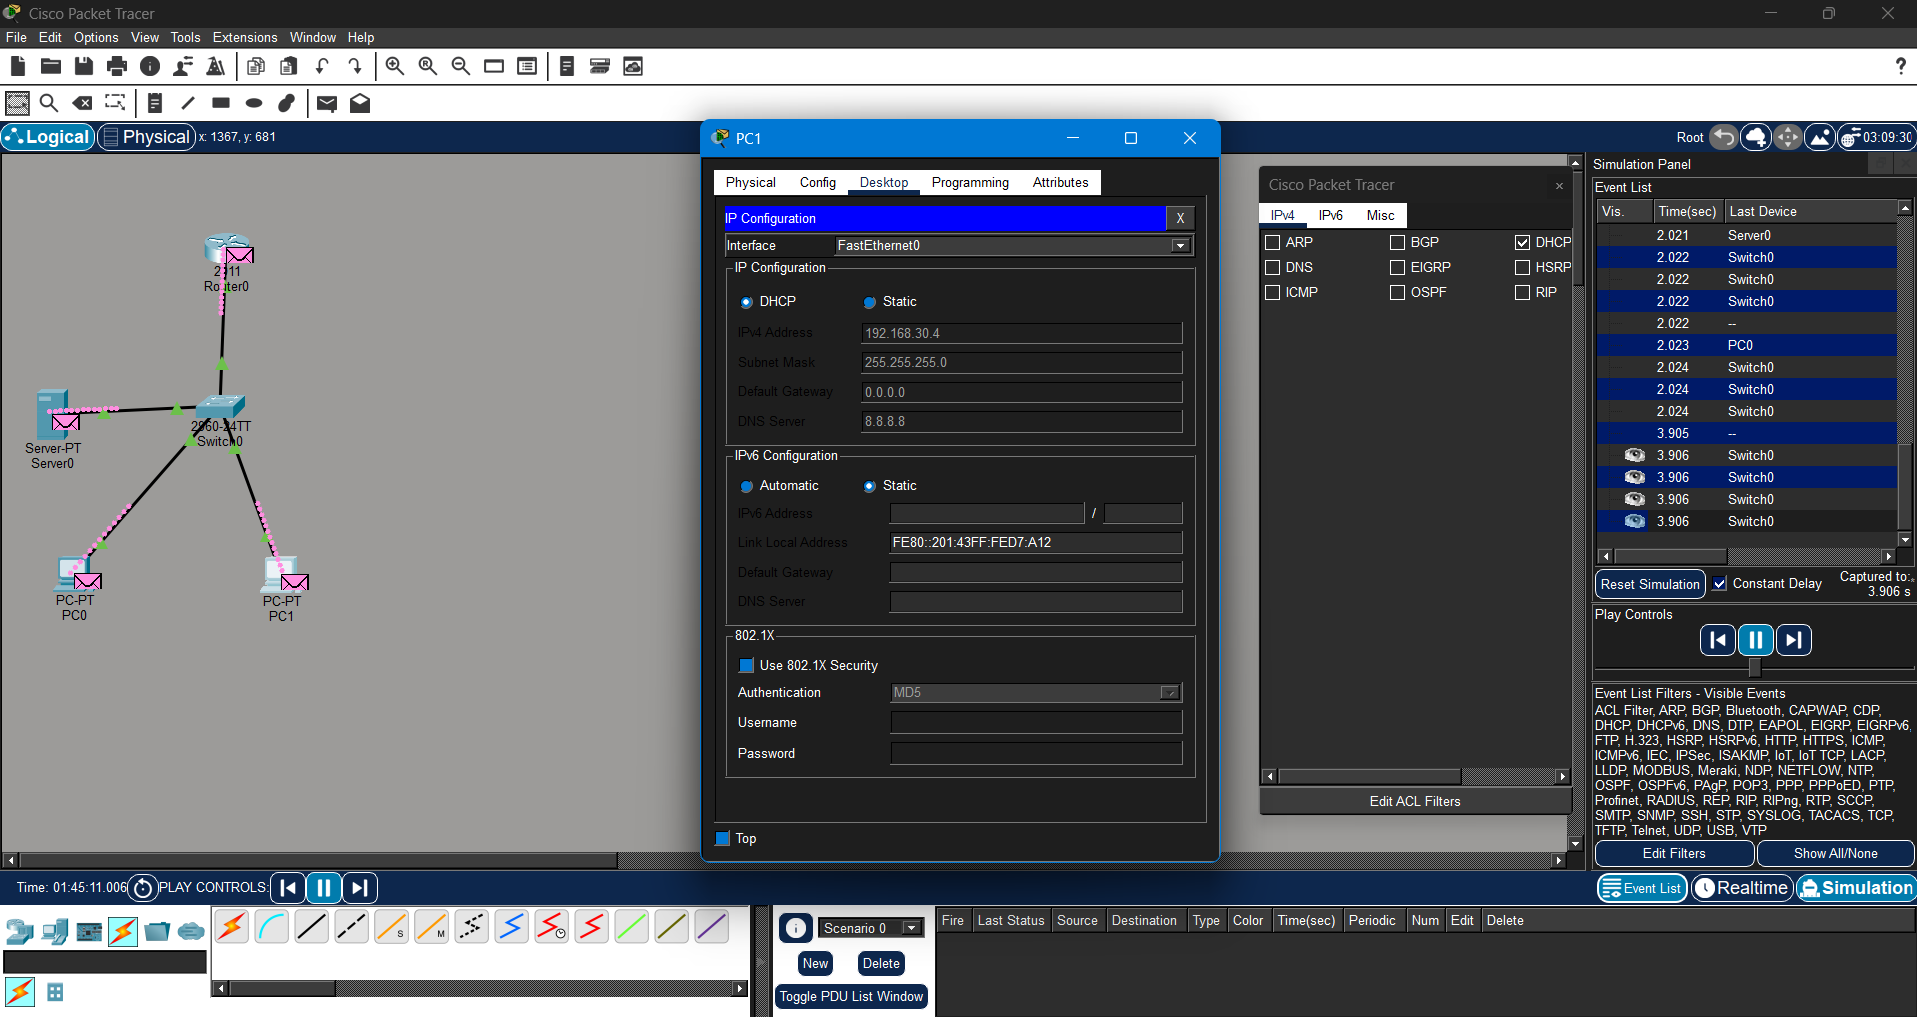 Cisco Packet Tracer
File Edit Options View Tools Extensions Window Help
?
Logical Physical x: 1367, y: 681
Root 03:09:30
2911
Router0
2960-24TT
Switch0
Server-PT
Server0
PC-PT
PC0
PC-PT
PC1
PC1
Physical Config Desktop Programming Attributes
IP Configuration X
Interface FastEthernet0
IP Configuration
DHCP Static
IPv4 Address 192.168.30.4
Subnet Mask 255.255.255.0
Default Gateway 0.0.0.0
DNS Server 8.8.8.8
IPv6 Configuration
Automatic Static
IPv6 Address /
Link Local Address FE80::201:43FF:FED7:A12
Default Gateway
DNS Server
802.1X
Use 802.1X Security
Authentication MD5
Username
Password
Top
Cisco Packet Tracer
IPv4 IPv6 Misc
ARP BGP DHCP
DNS EIGRP HSRP
ICMP OSPF RIP
Edit ACL Filters
Simulation Panel
Event List
Vis. Time(sec) Last Device
2.021 Server0
2.022 Switch0
2.022 Switch0
2.022 Switch0
2.022 --
2.023 PC0
2.024 Switch0
2.024 Switch0
2.024 Switch0
3.905 --
3.906 Switch0
3.906 Switch0
3.906 Switch0
3.906 Switch0
Reset Simulation Constant Delay Captured to:
3.906 s
Play Controls
Event List Filters - Visible Events
ACL Filter, ARP, BGP, Bluetooth, CAPWAP, CDP,
DHCP, DHCPv6, DNS, DTP, EAPOL, EIGRP, EIGRPv6,
FTP, H.323, HSRP, HSRPv6, HTTP, HTTPS, ICMP,
ICMPv6, IEC, IPSec, ISAKMP, IoT, IoT TCP, LACP,
LLDP, MODBUS, Meraki, NDP, NETFLOW, NTP,
OSPF, OSPFv6, PAgP, POP3, PPP, PPPoED, PTP,
Profinet, RADIUS, REP, RIP, RIPng, RTP, SCCP,
SMTP, SNMP, SSH, STP, SYSLOG, TACACS, TCP,
TFTP, Telnet, UDP, USB, VTP
Edit Filters Show All/None
Time: 01:45:11.006 PLAY CONTROLS:
Event List Realtime Simulation
S M
Scenario 0
New Delete
Toggle PDU List Window
Fire Last Status Source Destination Type Color Time(sec) Periodic Num Edit Delete